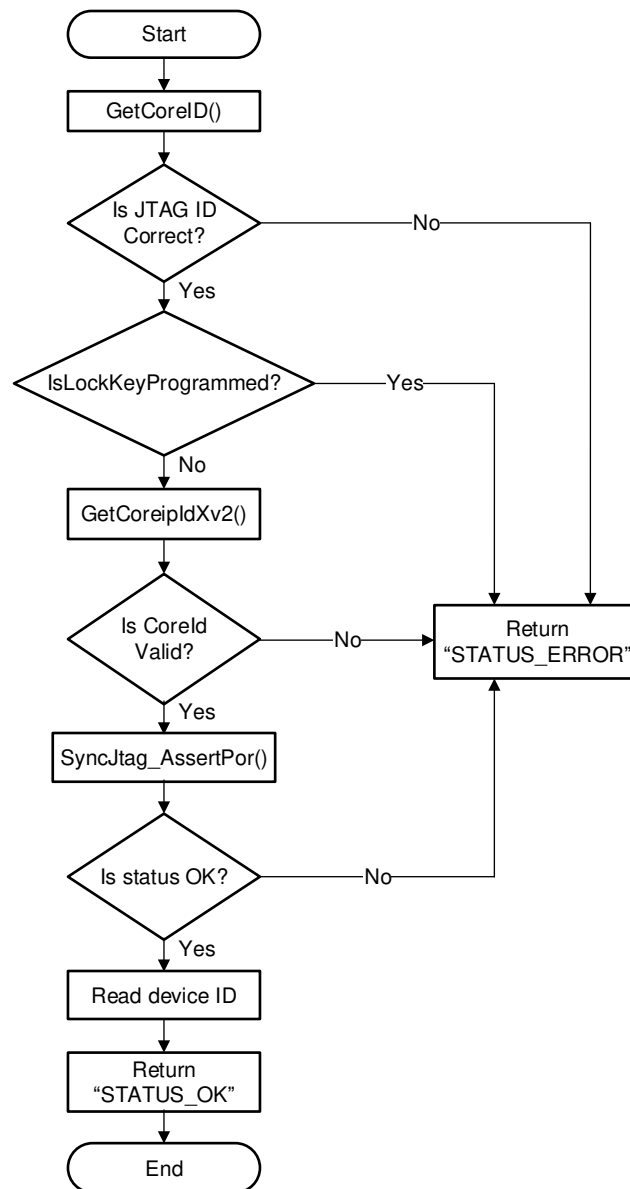 Start
GetCoreID()
Is JTAG ID
Correct?
No
Yes
IsLockKeyProgrammed?
Yes
No
GetCoreipIdXv2()
Is CoreId
Valid?
No
Return
“STATUS_ERROR”
Yes
SyncJtag_AssertPor()
Is status OK?
No
Yes
Read device ID
Return
“STATUS_OK”
End